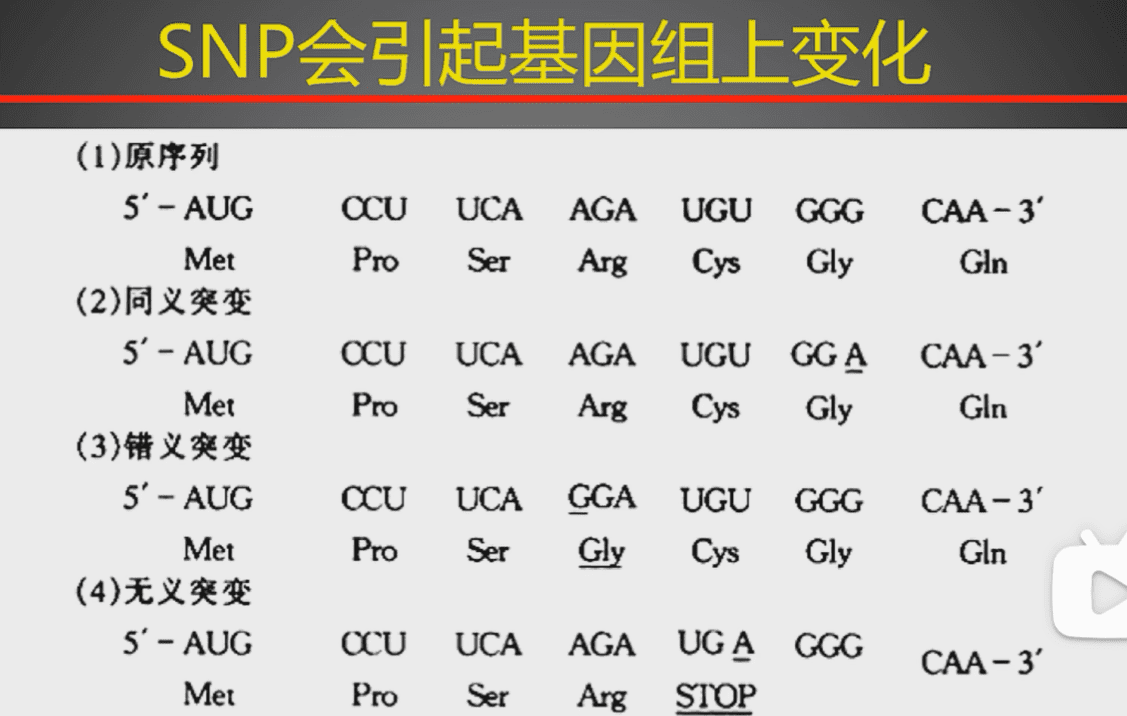 SNP会引起基因组上变化
(1)原序列
5′-AUG CCU UCA AGA UGU GGG CAA-3′
Met Pro Ser Arg Cys Gly Gln
(2)同义突变
5′-AUG CCU UCA AGA UGU GGA CAA-3′
Met Pro Ser Arg Cys Gly Gln
(3)错义突变
5′-AUG CCU UCA GGA UGU GGG CAA-3′
Met Pro Ser Gly Cys Gly Gln
(4)无义突变
5′-AUG CCU UCA AGA UGA GGG CAA-3′
Met Pro Ser Arg STOP